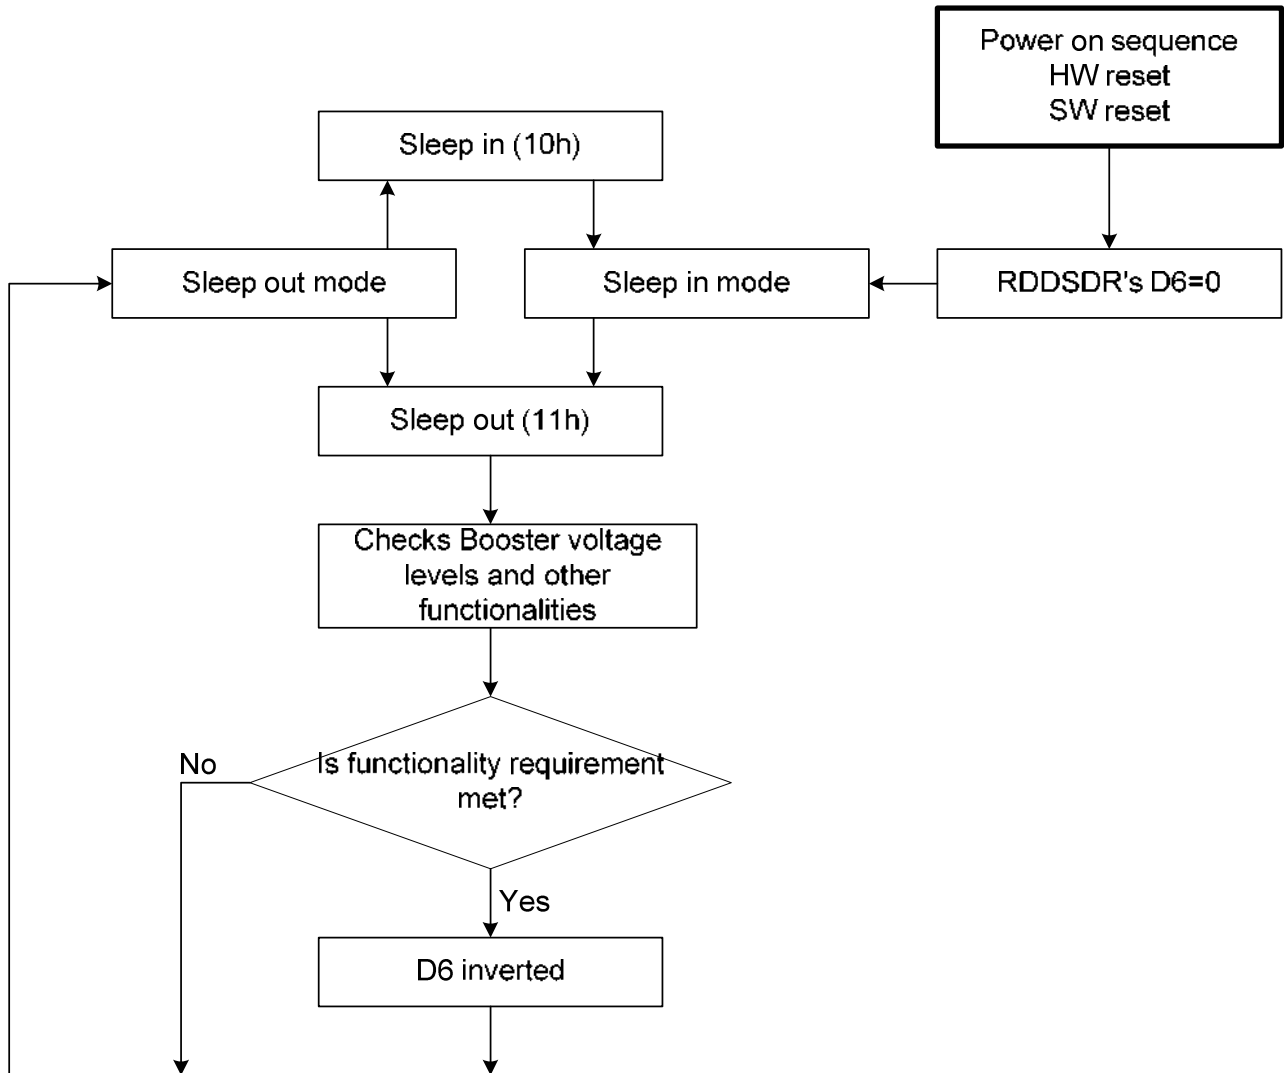 Power on sequence
HW reset
SW reset
Sleep in (10h)
Sleep out mode
Sleep in mode
RDDSDR's D6=0
Sleep out (11h)
Checks Booster voltage
levels and other
functionalities
No
Is functionality requirement
met?
Yes
D6 inverted